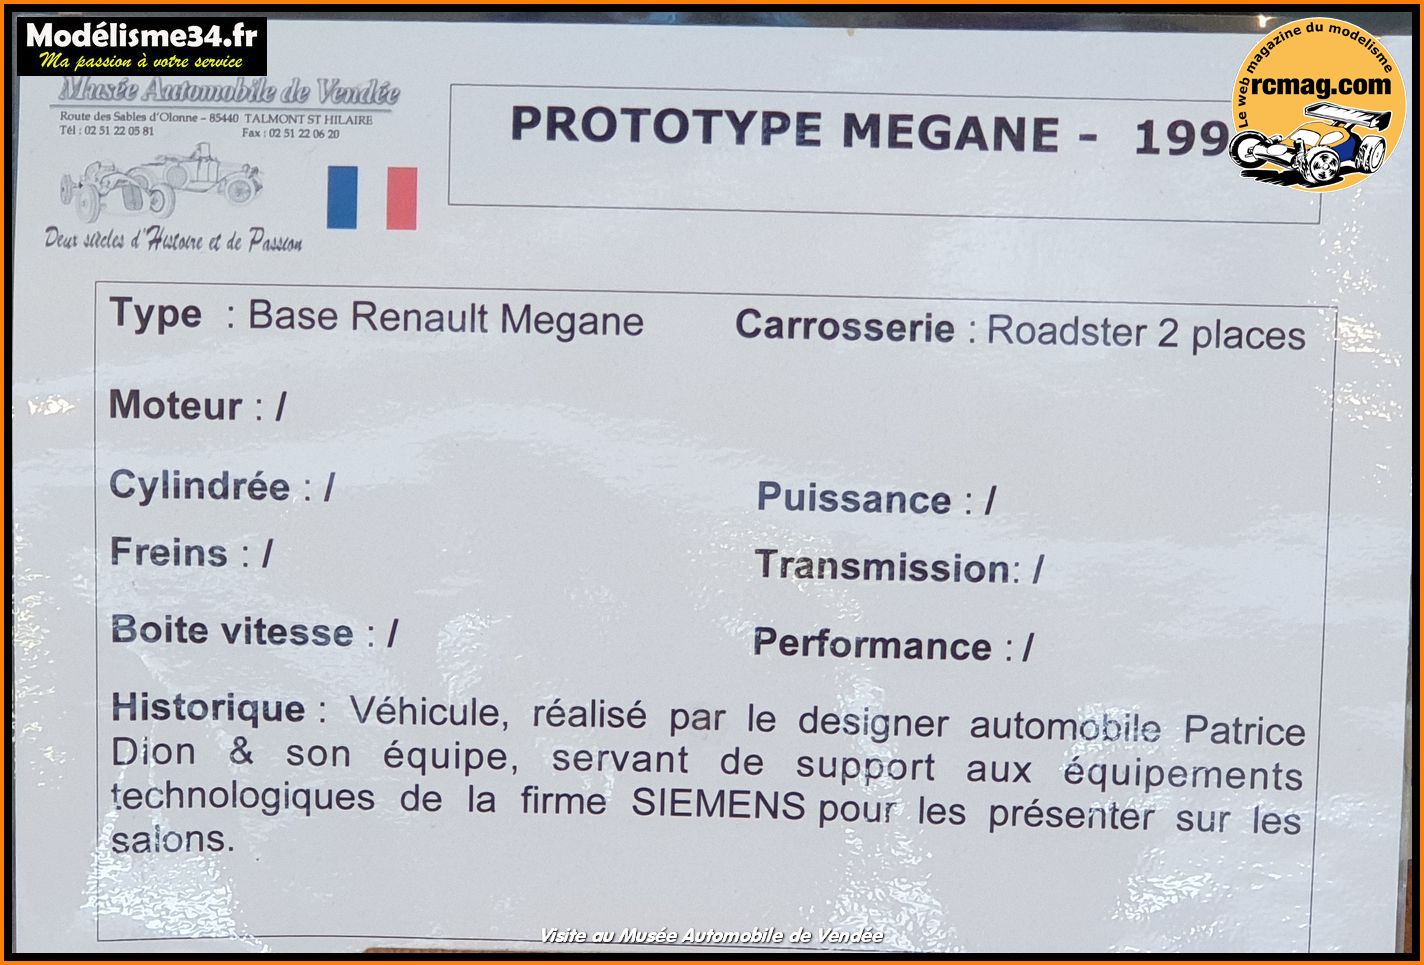 Modélisme34.fr
Ma passion à votre service
Le web magazine du modelisme
rcmag.com
Musée Automobile de Vendée
Route des Sables d'Olonne – 85440 TALMONT ST HILAIRE
Tél : 02 51 22 05 81 Fax : 02 51 22 06 20
Deux siècles d'Histoire et de Passion
PROTOTYPE MEGANE - 199
Type : Base Renault Megane Carrosserie : Roadster 2 places
Moteur : /
Cylindrée : / Puissance : /
Freins : / Transmission: /
Boite vitesse : / Performance : /
Historique : Véhicule, réalisé par le designer automobile Patrice
Dion & son équipe, servant de support aux équipements
technologiques de la firme SIEMENS pour les présenter sur les
salons.
Visite au Musée Automobile de Vendée